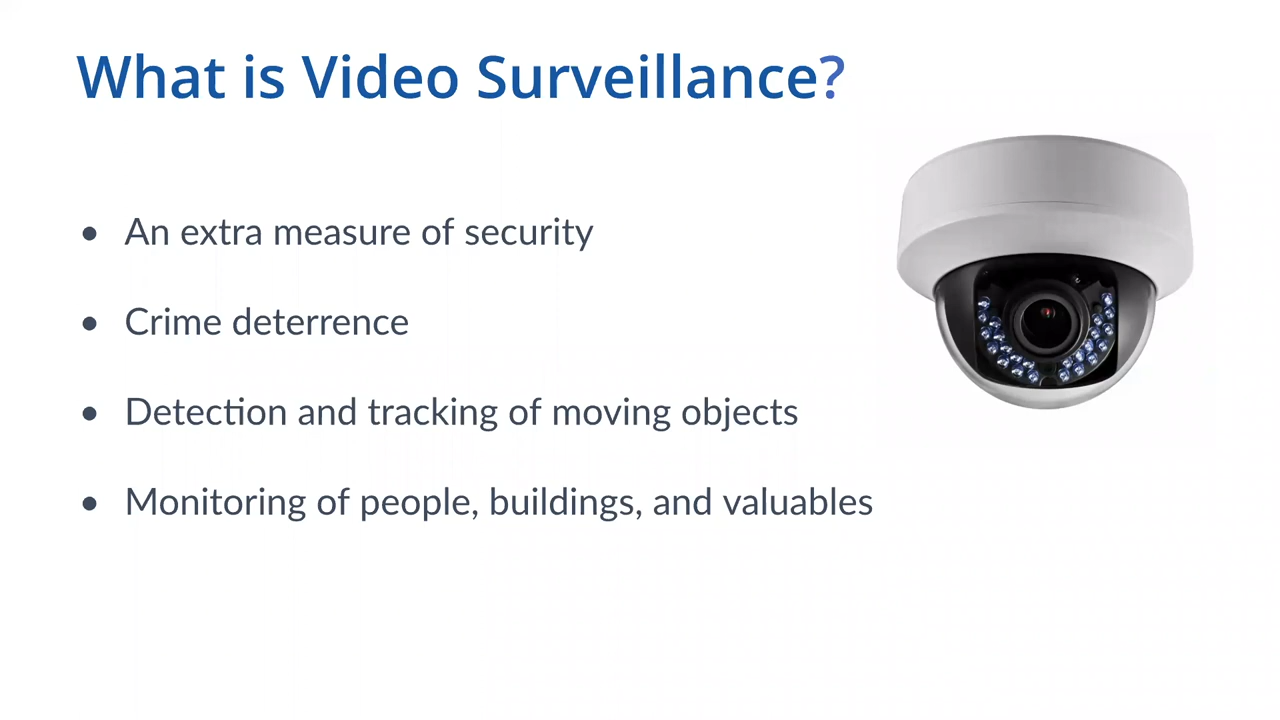 What is Video Surveillance?
• An extra measure of security
• Crime deterrence
• Detection and tracking of moving objects
• Monitoring of people, buildings, and valuables